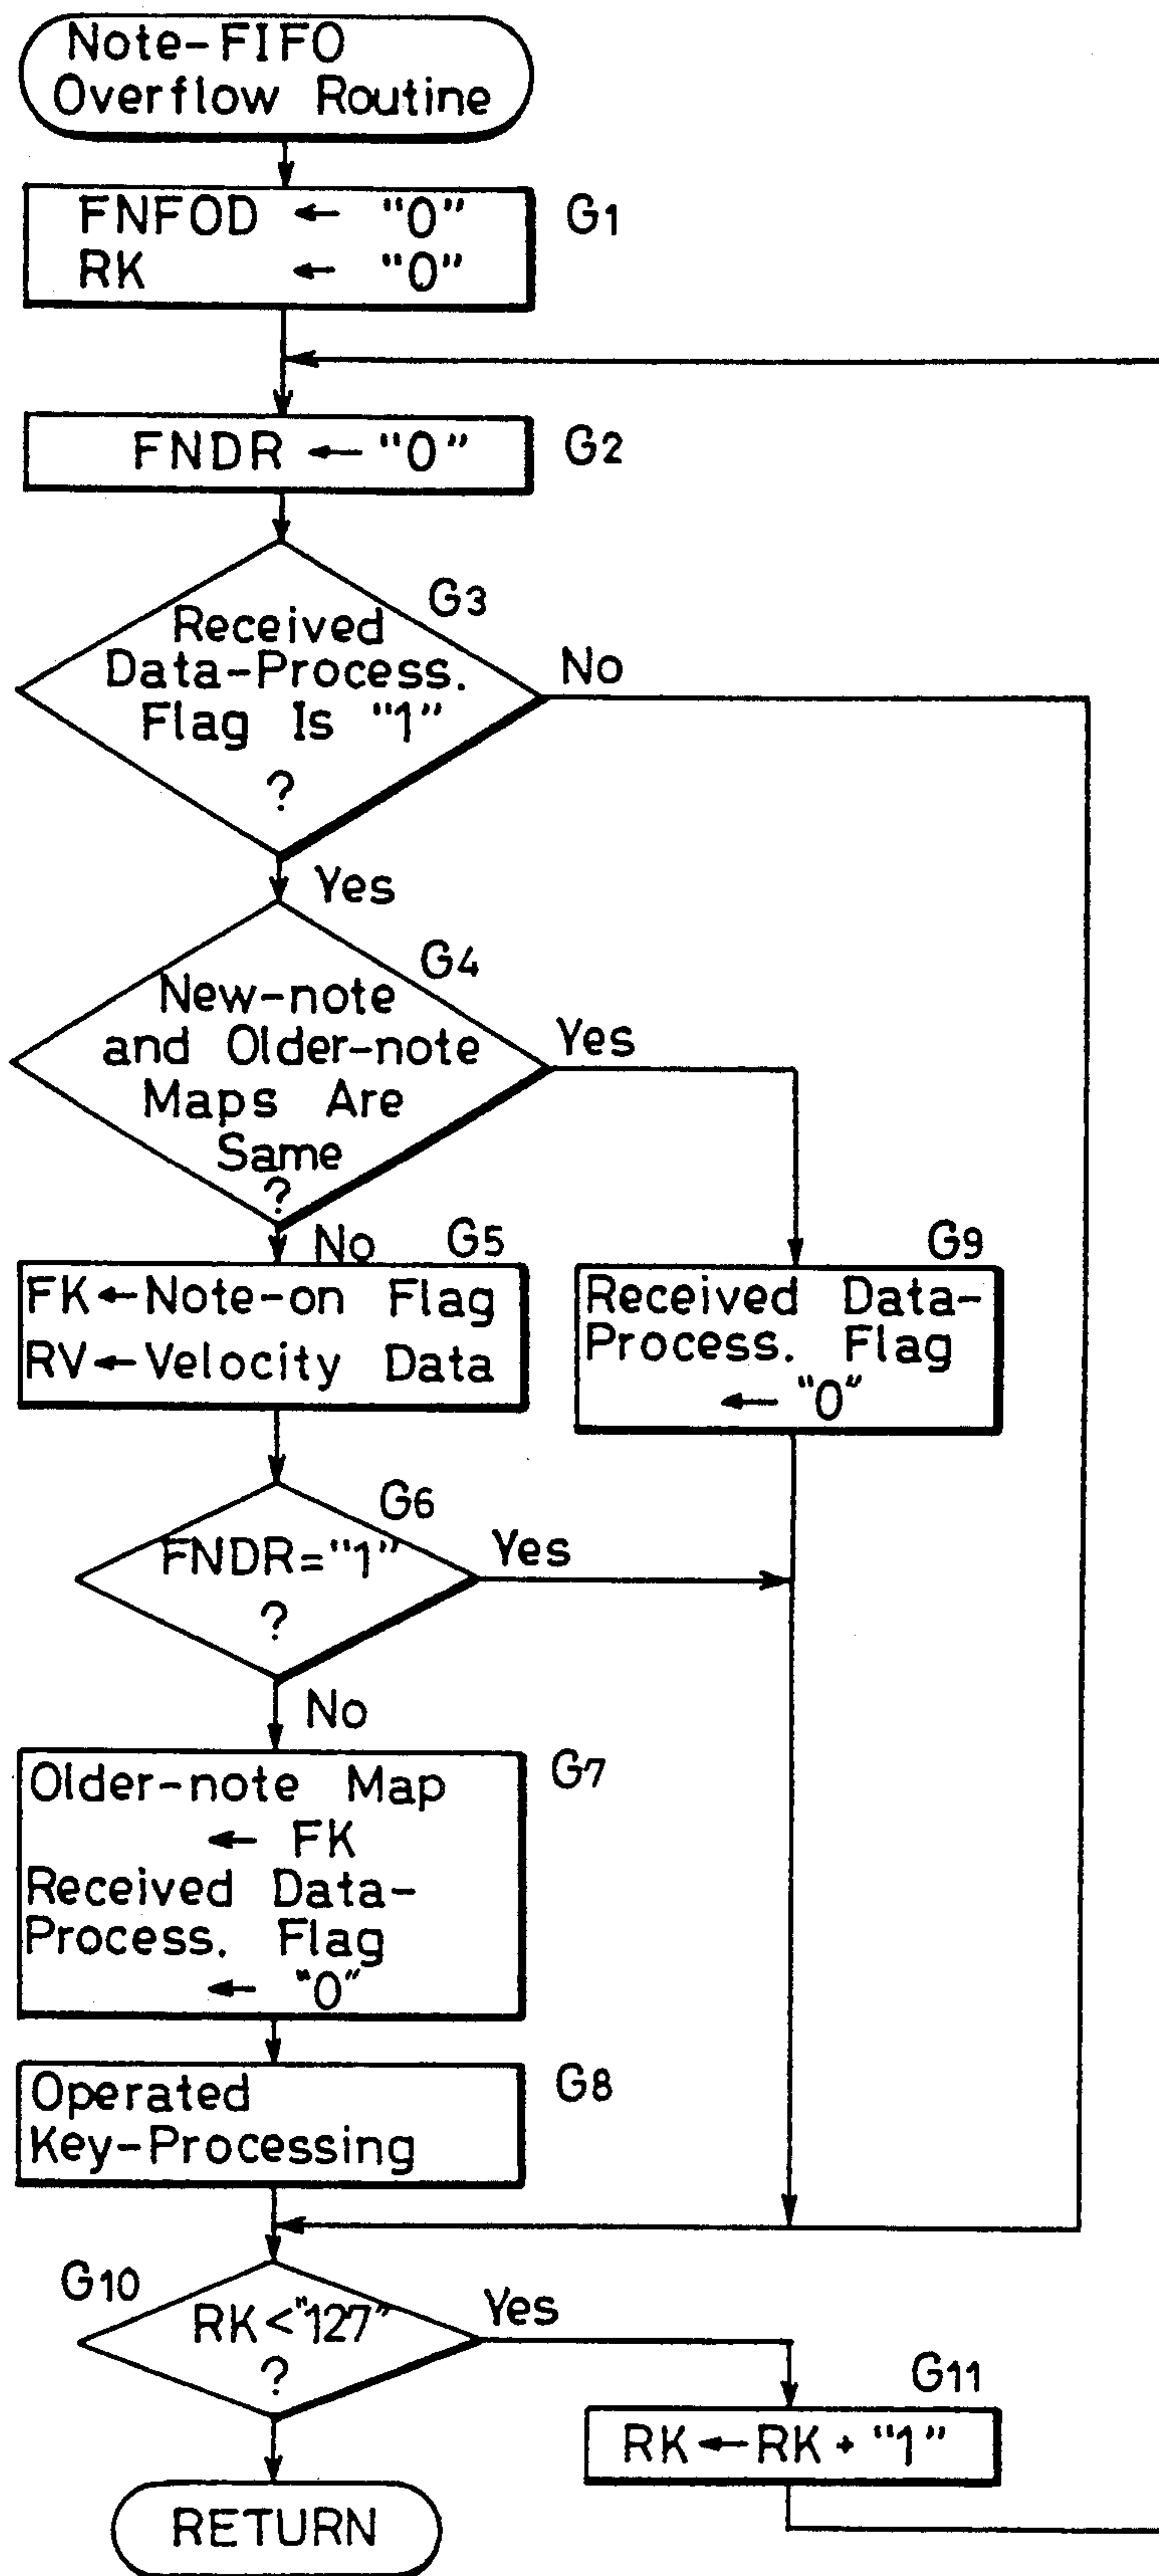 Note-FIFO
Overflow Routine
FNFOD ← "0"
RK ← "0"
G1
FNDR ← "0"
G2
G3
Received
Data-Process.
Flag Is "1"
?
No
Yes
G4
New-note
and Older-note
Maps Are
Same
?
Yes
No
G5
FK←Note-on Flag
RV←Velocity Data
G9
Received Data-
Process. Flag
← "0"
G6
FNDR="1"
?
Yes
No
Older-note Map
← FK
Received Data-
Process. Flag
← "0"
G7
Operated
Key-Processing
G8
G10
RK<"127"
?
Yes
G11
RK←RK+"1"
RETURN